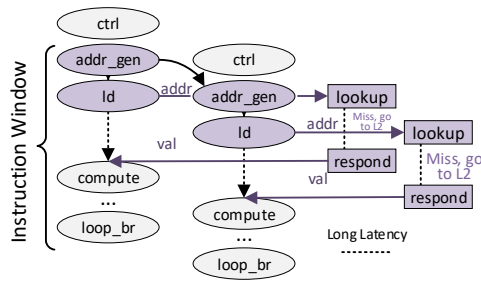 ctrl
addr_gen
ld
compute
...
loop_br
Instruction Window
addr
ctrl
addr_gen
ld
compute
...
loop_br
addr
val
val
lookup
Miss, go
to L2
respond
lookup
Miss, go
to L2
respond
Long Latency